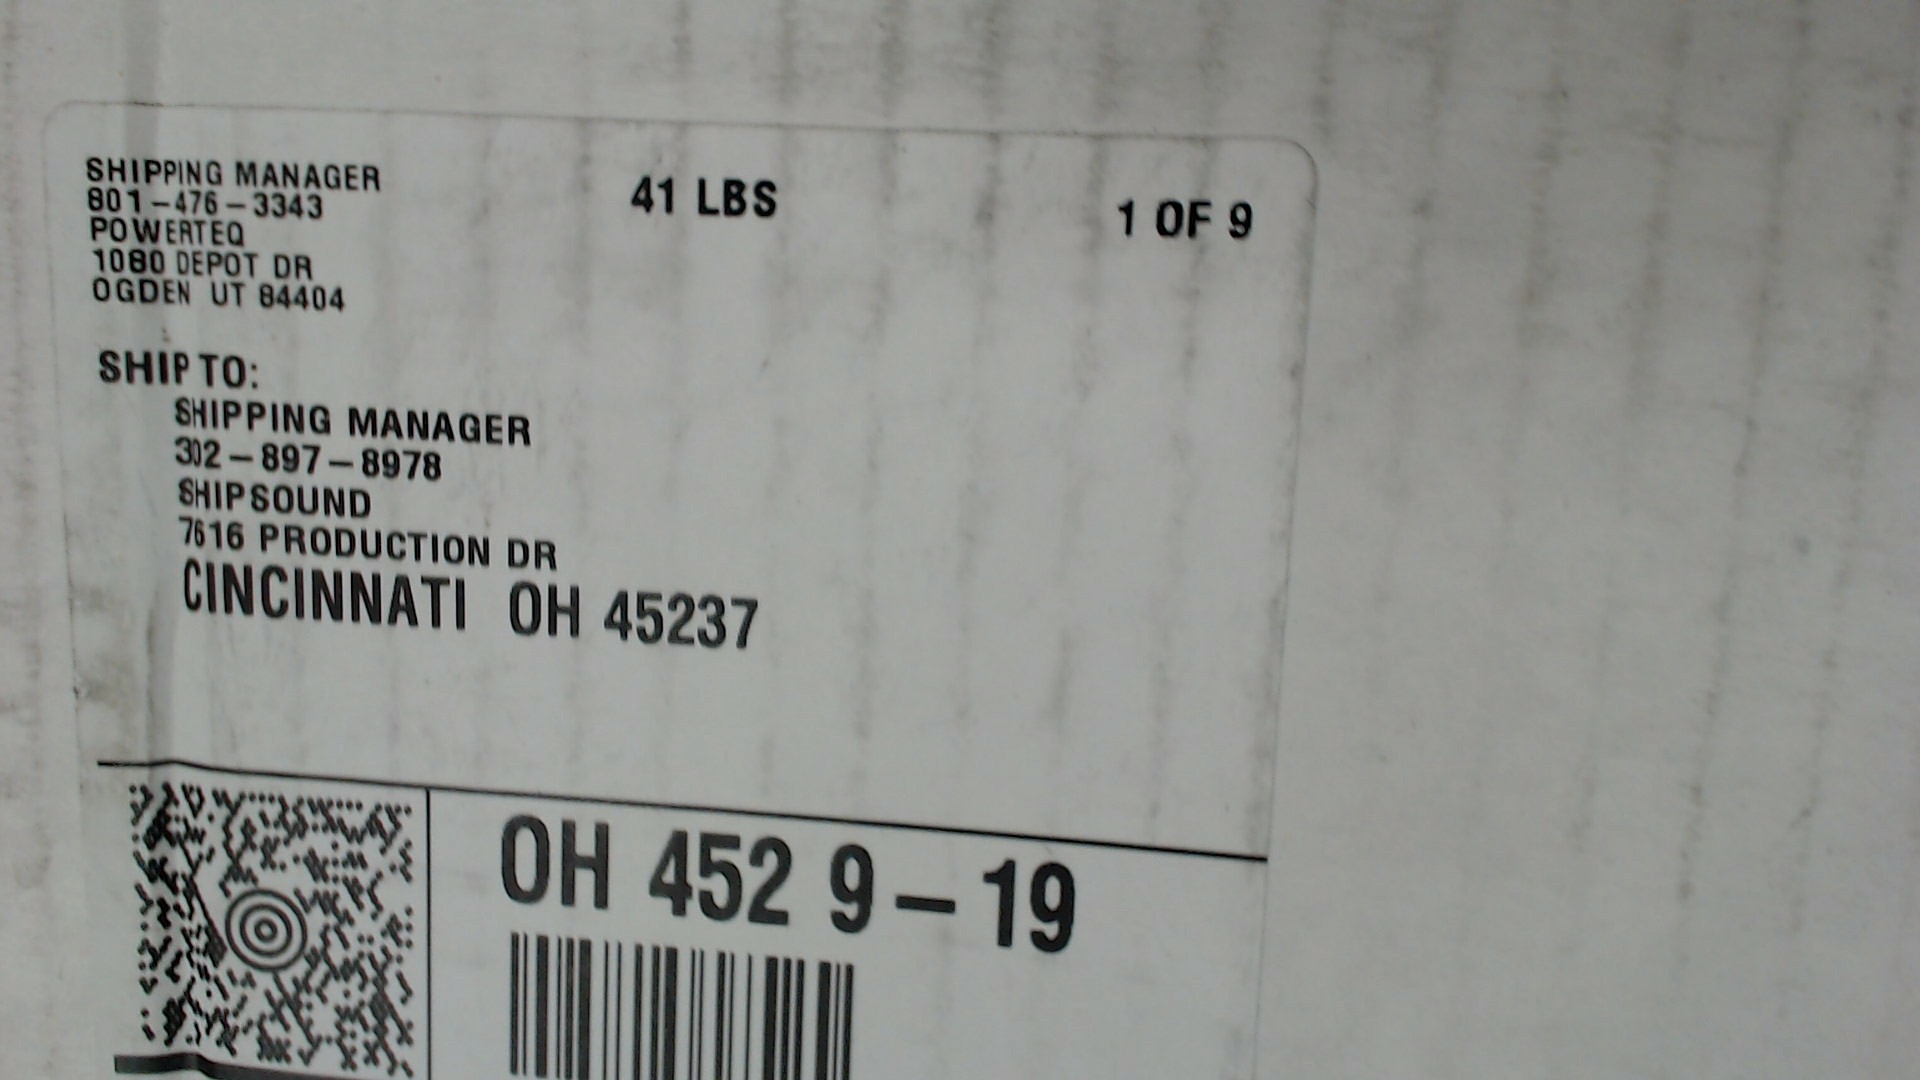 SHIPPING MANAGER
801-476-3343
POWERTEQ
1080 DEPOT DR
OGDEN UT 84404
41 LBS
1 OF 9
SHIP TO:
SHIPPING MANAGER
302-897-8978
SHIPSOUND
7616 PRODUCTION DR
CINCINNATI OH 45237
OH 452 9-19